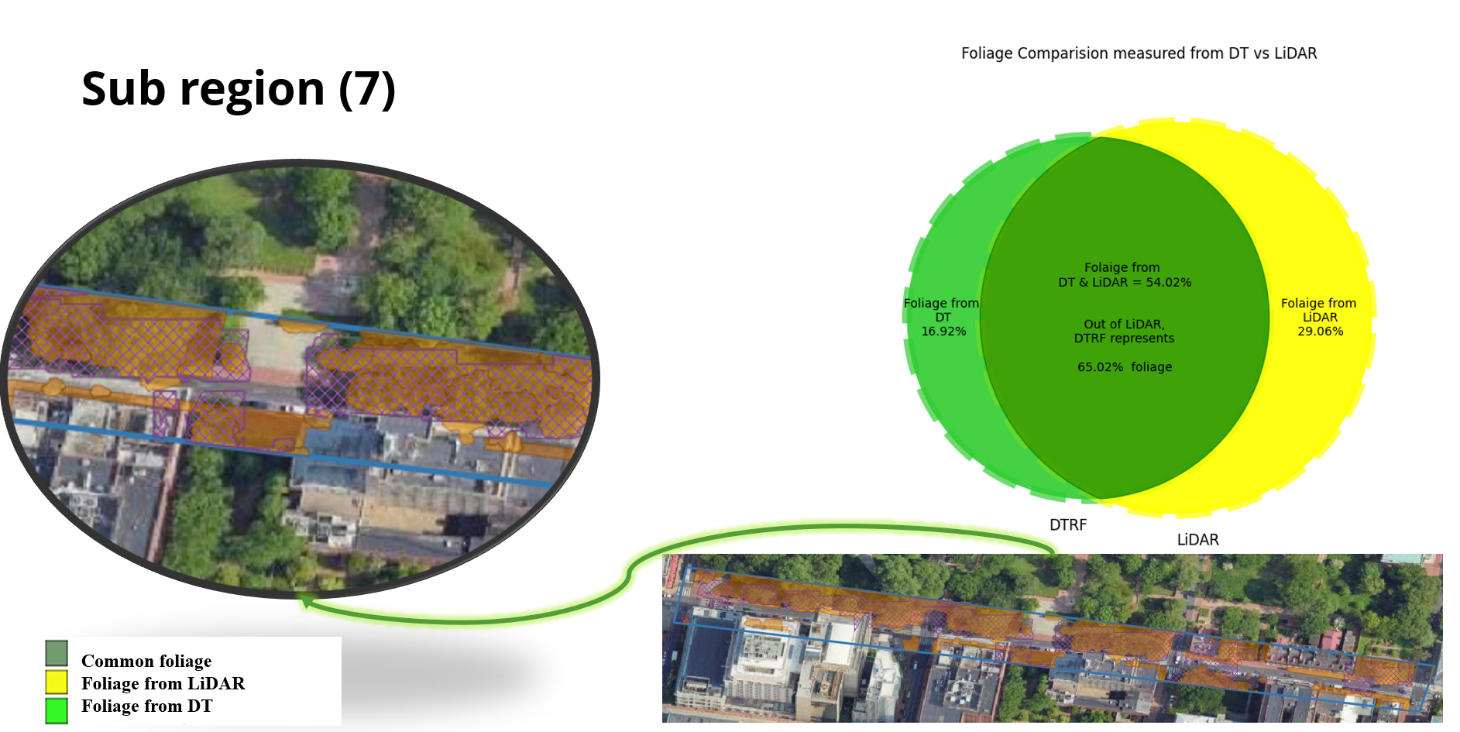 Sub region (7)
Foliage Comparision measured from DT vs LiDAR
Foliage from
DT
16.92%
Folaige from
DT & LiDAR = 54.02%
Out of LiDAR,
DTRF represents
65.02% foliage
Folaige from
LiDAR
29.06%
DTRF
LiDAR
Common foliage
Foliage from LiDAR
Foliage from DT